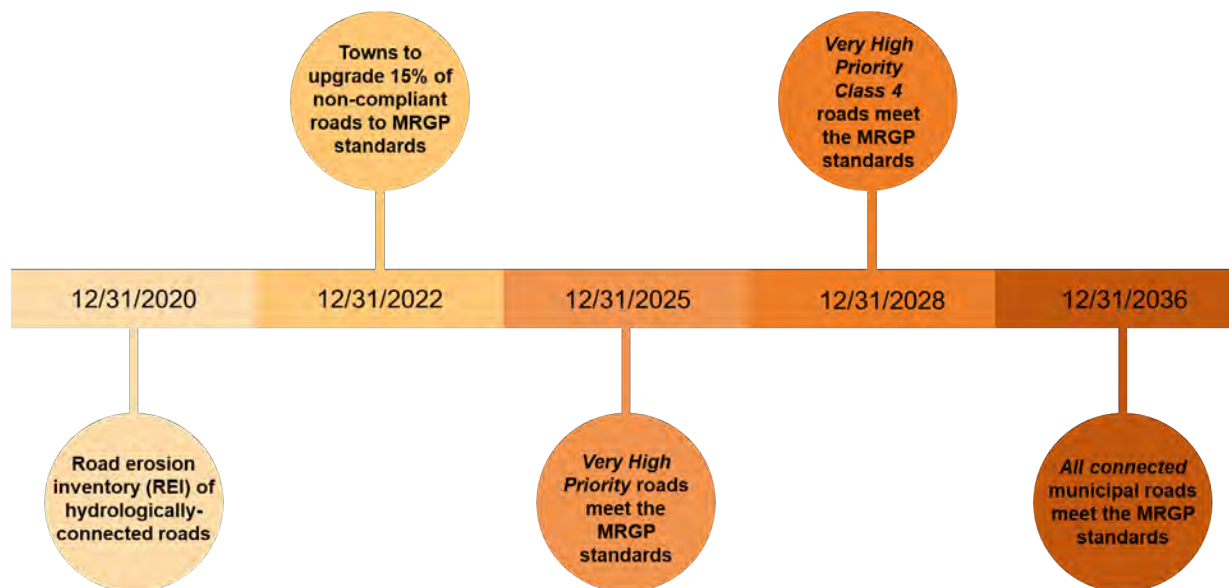 Towns to
upgrade 15% of
non-compliant
roads to MRGP
standards
Very High
Priority
Class 4
roads meet
the MRGP
standards
12/31/2020
12/31/2022
12/31/2025
12/31/2028
12/31/2036
Road erosion
inventory (REI) of
hydrologically-
connected roads
Very High
Priority roads
meet the
MRGP
standards
All connected
municipal roads
meet the MRGP
standards